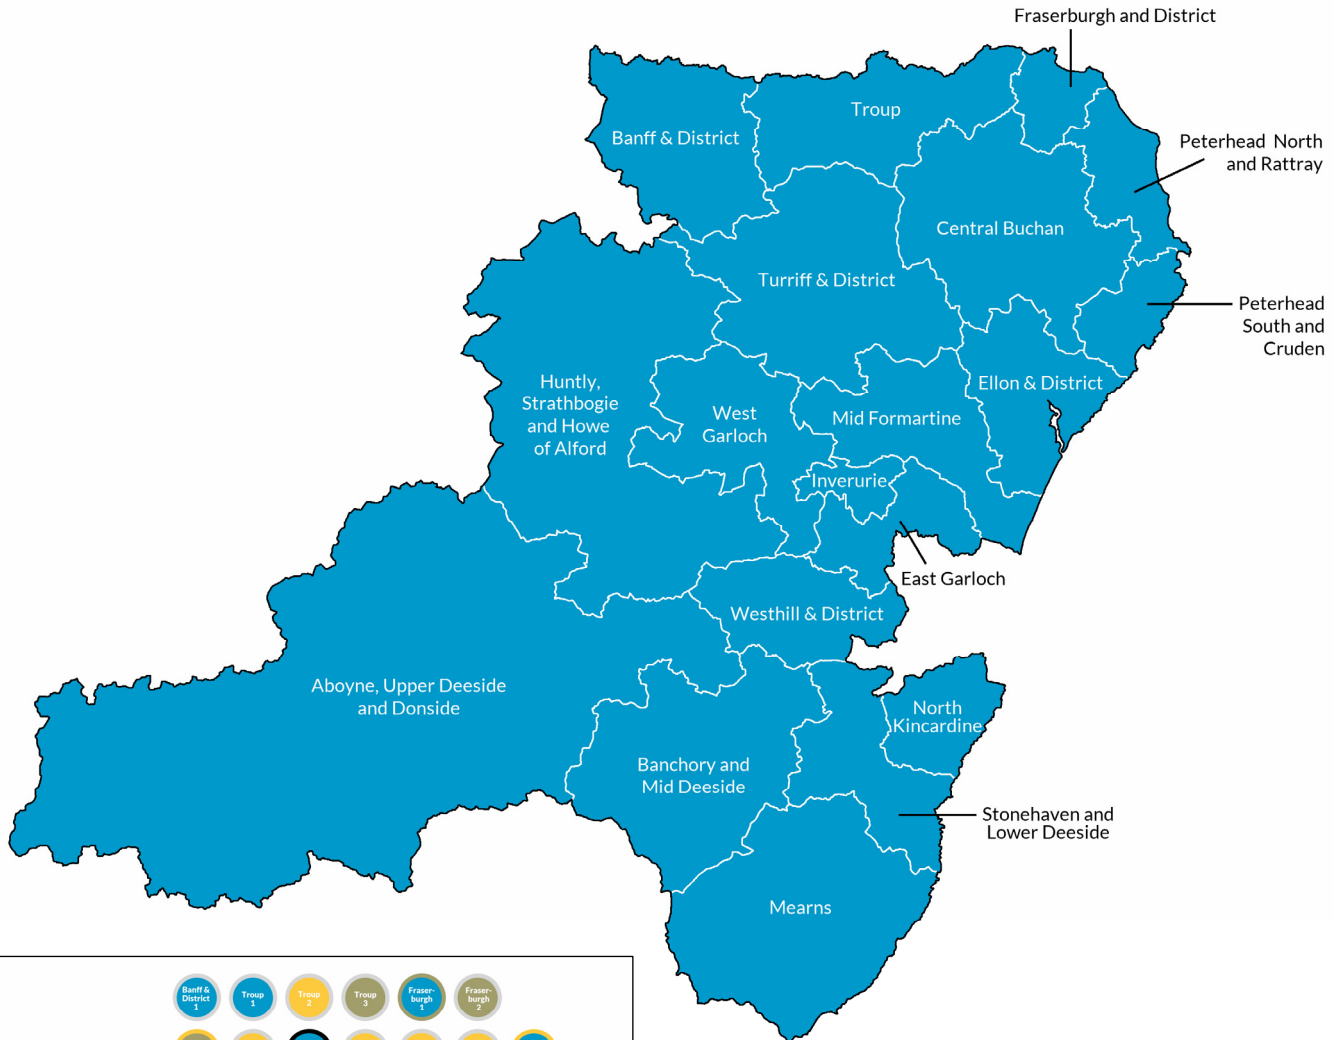 Fraserburgh and District
Troup
Banff & District
Peterhead North
and Rattray
Central Buchan
Turriff & District
Peterhead
South and
Cruden
Huntly,
Strathbogie
and Howe
of Alford
Ellon & District
West
Garloch
Mid Formartine
Inverurie
East Garloch
Westhill & District
Aboyne, Upper Deeside
and Donside
North
Kincardine
Banchory and
Mid Deeside
Stonehaven and
Lower Deeside
Mearns
Banff &
District
1
Troup
1
Troup
2
Troup
3
Fraser-
burgh
1
Fraser-
burgh
2